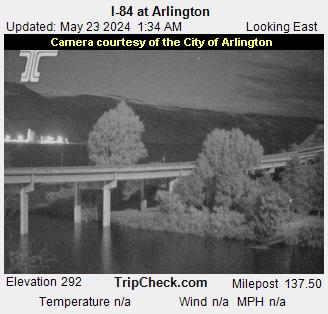 I-84 at Arlington
Updated: May 23 2024 1:34 AM Looking East
Camera courtesy of the City of Arlington
Elevation 292 TripCheck.com Milepost 137.50
Temperature n/a Wind n/a MPH n/a